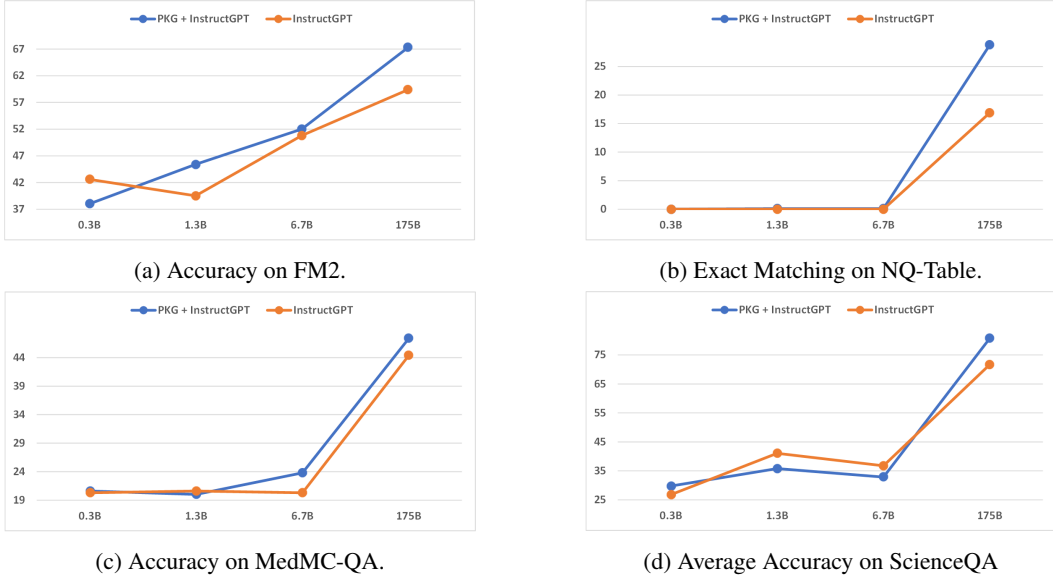 PKG + InstructGPT InstructGPT
67
62
57
52
47
42
37
0.3B 1.3B 6.7B 175B
(a) Accuracy on FM2.
PKG + InstructGPT InstructGPT
25
20
15
10
5
0
0.3B 1.3B 6.7B 175B
(b) Exact Matching on NQ-Table.
PKG + InstructGPT InstructGPT
44
39
34
29
24
19
0.3B 1.3B 6.7B 175B
(c) Accuracy on MedMC-QA.
PKG + InstructGPT InstructGPT
75
65
55
45
35
25
0.3B 1.3B 6.7B 175B
(d) Average Accuracy on ScienceQA